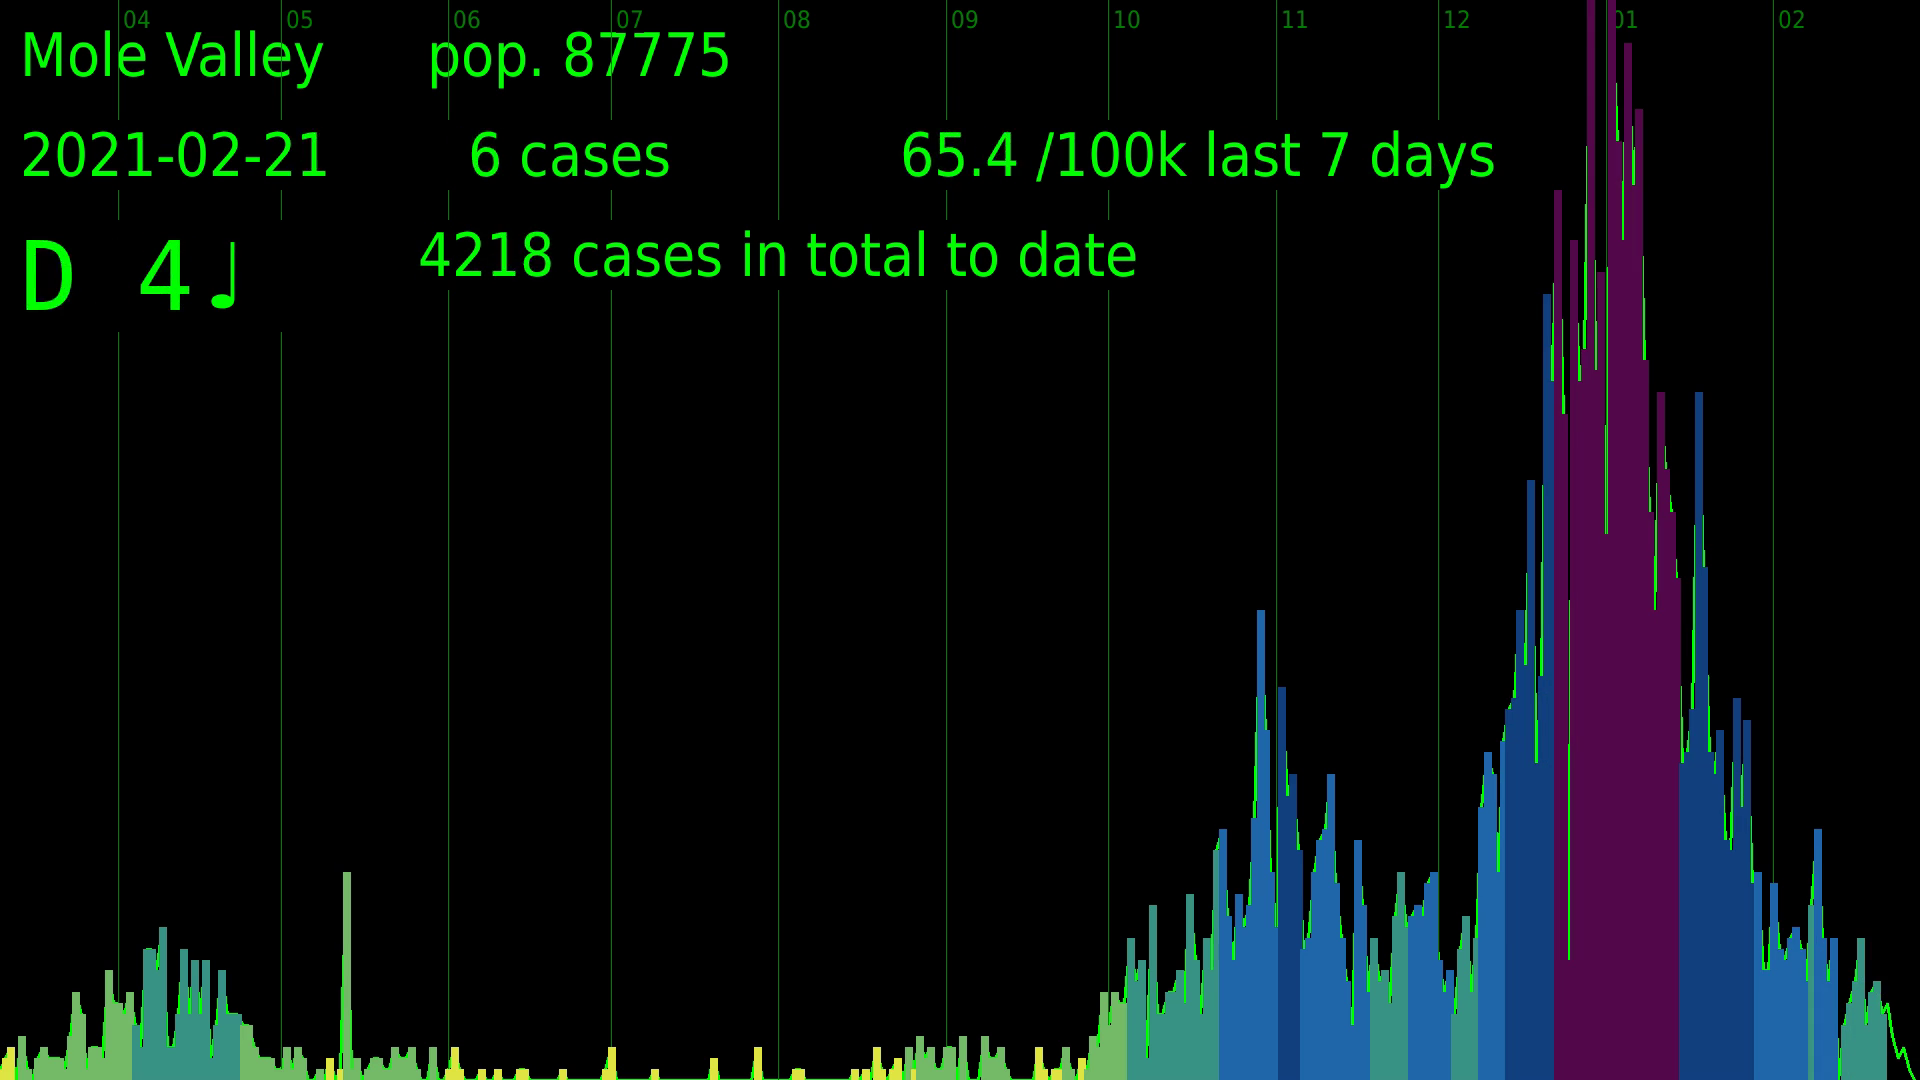 04 05 06 07 08 09 10 11 12 01 02
Mole Valley pop. 87775
2021-02-21 6 cases 65.4 /100k last 7 days
D 4♩ 4218 cases in total to date